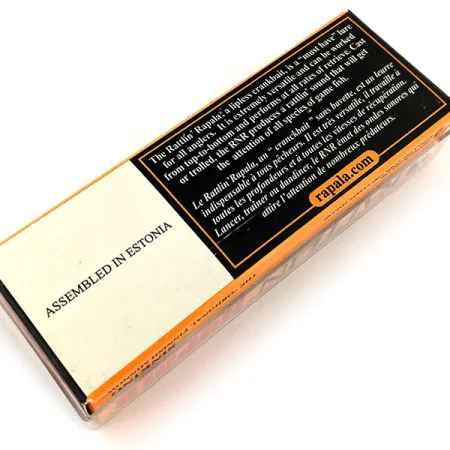 The Rattlin' Rapala, a lipless crankbait, is a "must have" lure
for all anglers. It is extremely versatile and can be worked
from top to bottom and performs at all rates of retrieve. Cast
or trolled, the RNR produces a rattlin sound that will get
the attention of all species of game fish.
Le Rattlin 'Rapala, un " crunchbait " sans bavette, est un leurre
indispensable à tous pêcheurs. Il est très versatile, il travaille à
toutes les profondeurs et à toutes les vitesses de récupération.
Lancer, traîner ou dandiner, le RNR émet des ondes sonores qui
attire l'attention de nombreux prédateurs.
rapala.com
ASSEMBLED IN ESTONIA